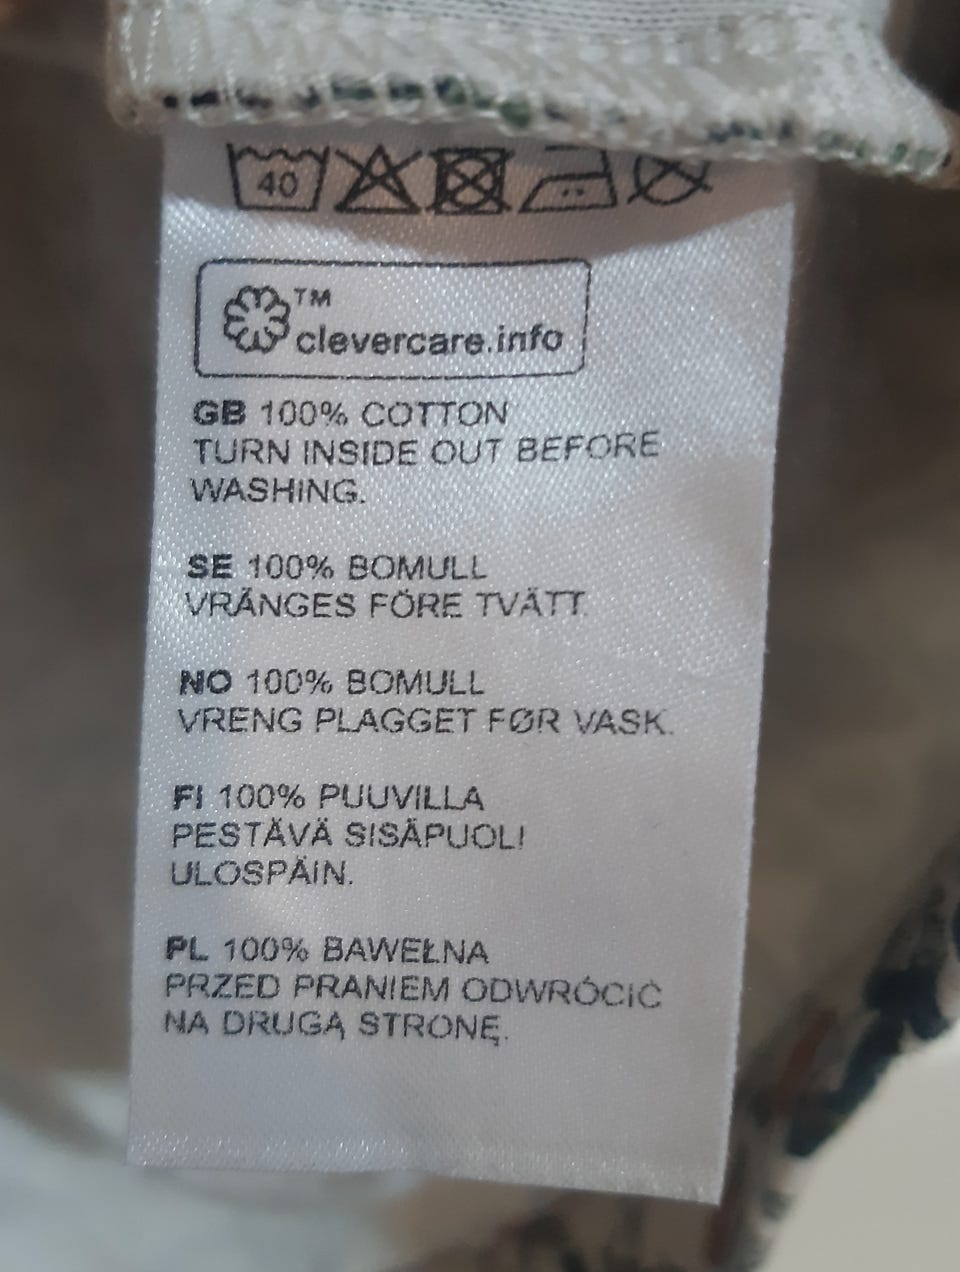 40
TM
clevercare.info
GB 100% COTTON
TURN INSIDE OUT BEFORE
WASHING.
SE 100% BOMULL
VRÄNGES FÖRE TVÄTT.
NO 100% BOMULL
VRENG PLAGGET FØR VASK.
FI 100% PUUVILLA
PESTÄVÄ SISÄPUOLI
ULOSPÄIN.
PL 100% BAWEŁNA
PRZED PRANIEM ODWRÓCIĆ
NA DRUGĄ STRONĘ.